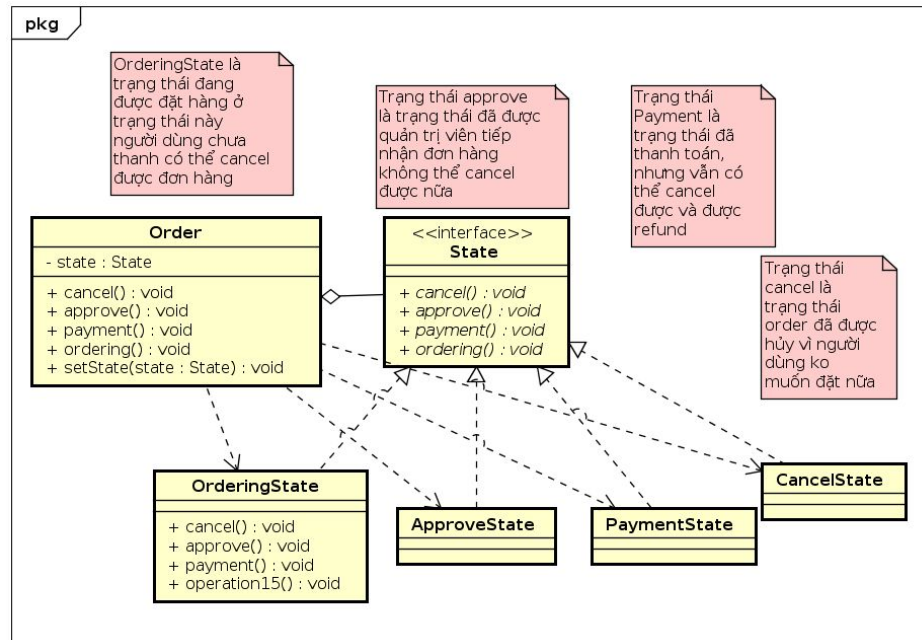 pkg
OrderingState là
trạng thái đang
được đặt hàng ở
trạng thái này
người dùng chưa
thanh có thể cancel
được đơn hàng
Trạng thái approve
là trạng thái đã được
quản trị viên tiếp
nhận đơn hàng
không thể cancel
được nữa
Trạng thái
Payment là
trạng thái đã
thanh toán,
nhưng vẫn có
thể cancel
được và được
refund
Order
- state : State
+ cancel() : void
+ approve() : void
+ payment() : void
+ ordering() : void
+ setState(state : State) : void
<<interface>>
State
+ cancel() : void
+ approve() : void
+ payment() : void
+ ordering() : void
Trạng thái
cancel là
trạng thái
order đã được
hủy vì người
dùng ko
muốn đặt nữa
OrderingState
+ cancel() : void
+ approve() : void
+ payment() : void
+ operation15() : void
ApproveState
PaymentState
CancelState